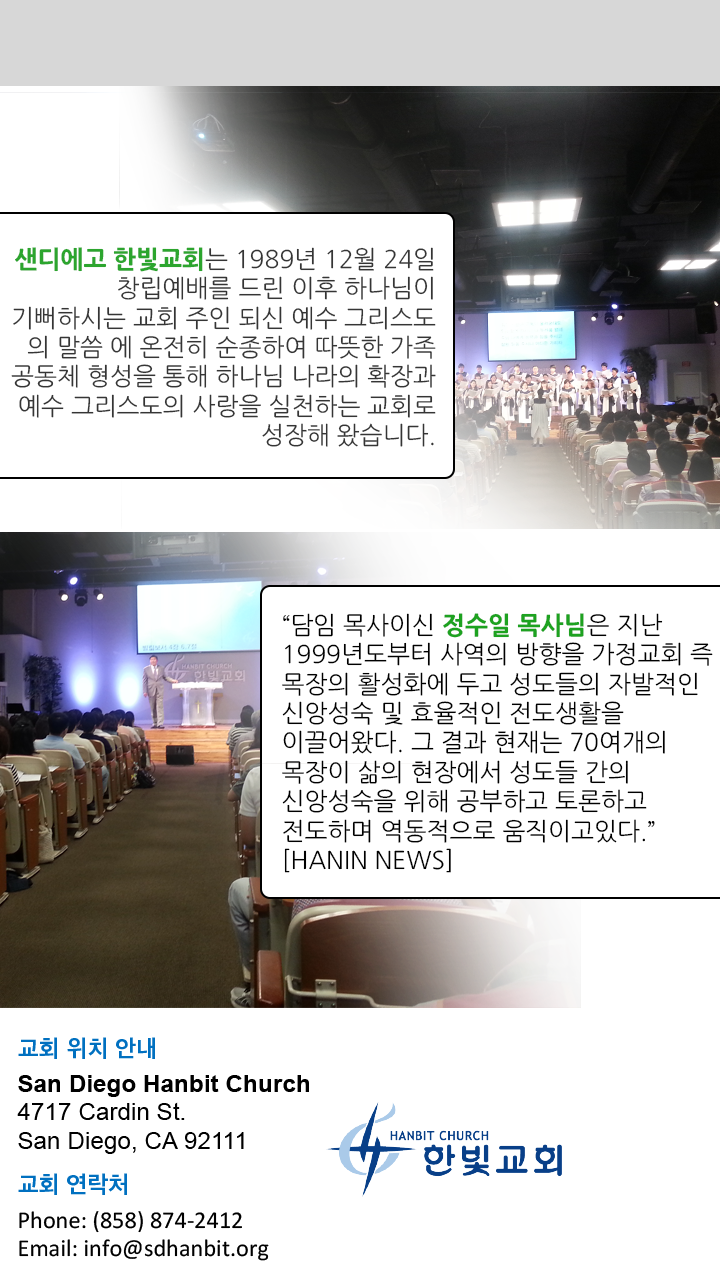 샌디에고 한빛교회는 1989년 12월 24일
창립예배를 드린 이후 하나님이
기뻐하시는 교회 주인 되신 예수 그리스도
의 말씀 에 온전히 순종하여 따뜻한 가족
공동체 형성을 통해 하나님 나라의 확장과
예수 그리스도의 사랑을 실천하는 교회로
성장해 왔습니다.
HANBIT CHURCH
한빛교회
“담임 목사이신 정수일 목사님은 지난
1999년도부터 사역의 방향을 가정교회 즉
목장의 활성화에 두고 성도들의 자발적인
신앙성숙 및 효율적인 전도생활을
이끌어왔다. 그 결과 현재는 70여개의
목장이 삶의 현장에서 성도들 간의
신앙성숙을 위해 공부하고 토론하고
전도하며 역동적으로 움직이고있다.”
[HANIN NEWS]
교회 위치 안내
San Diego Hanbit Church
4717 Cardin St.
San Diego, CA 92111
HANBIT CHURCH
한빛교회
교회 연락처
Phone: (858) 874-2412
Email: info@sdhanbit.org